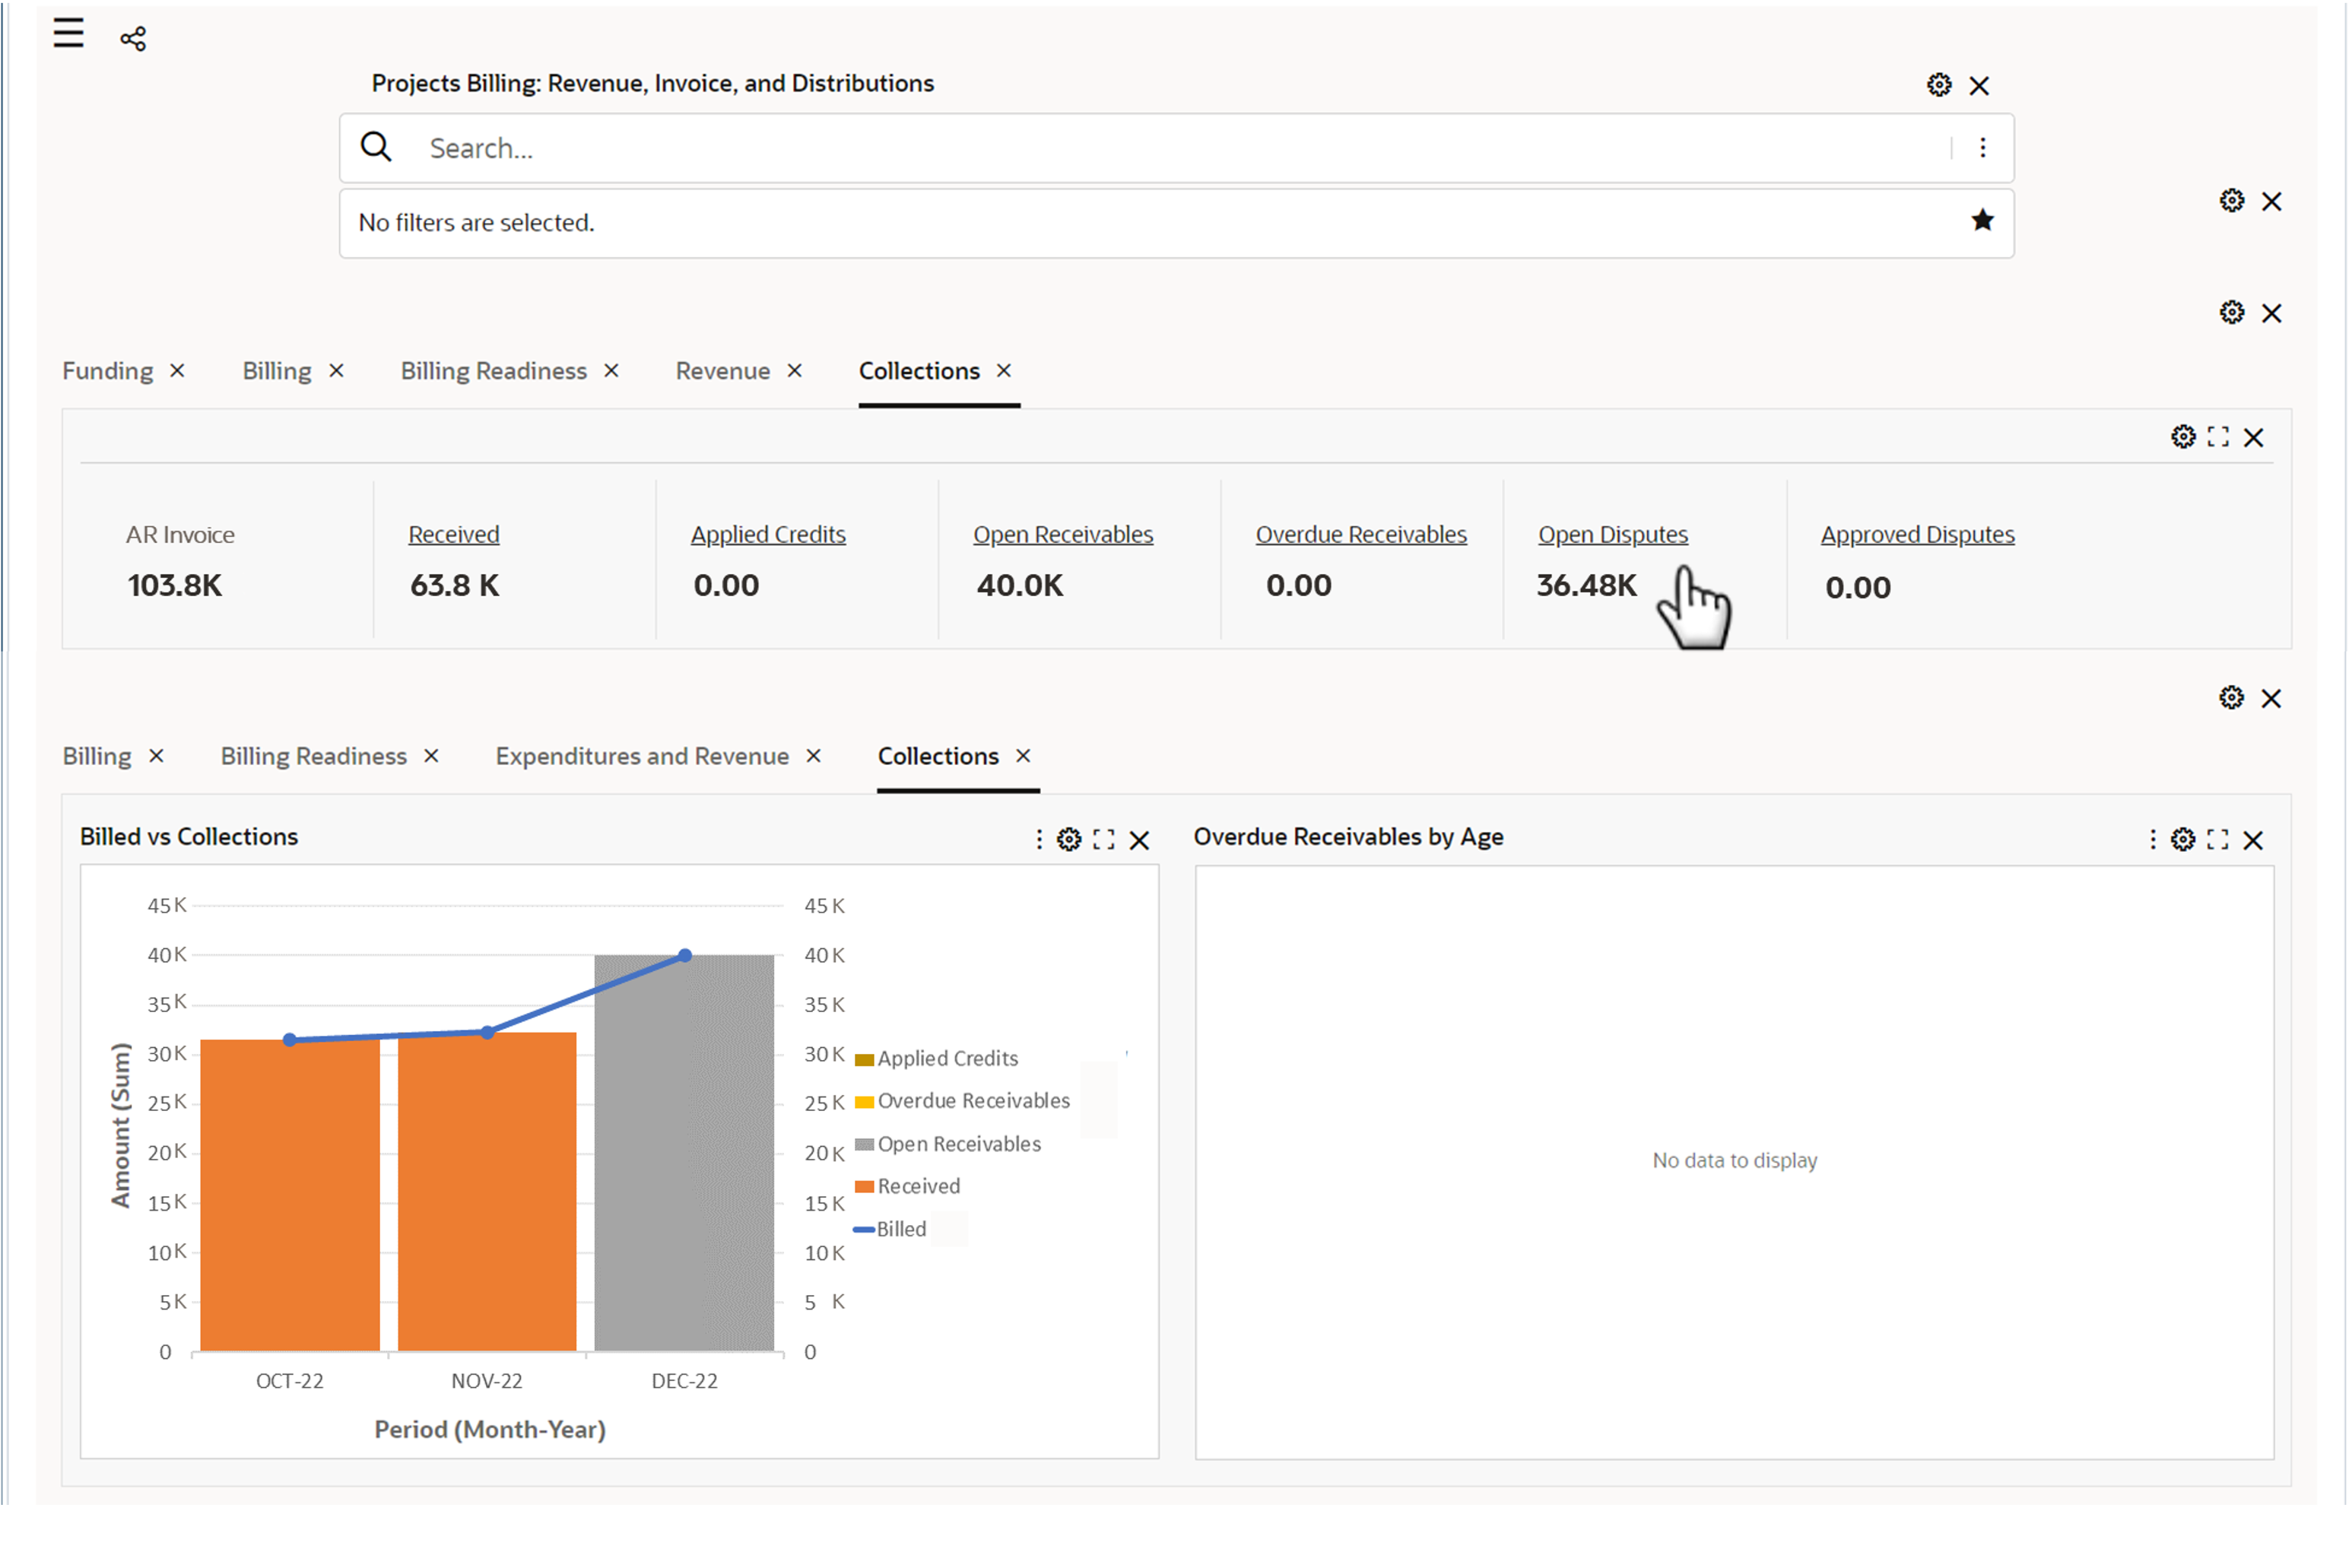 Projects Billing: Revenue, Invoice, and Distributions
Search...
No filters are selected.
Funding Billing Billing Readiness Revenue Collections
AR Invoice Received Applied Credits Open Receivables Overdue Receivables Open Disputes Approved Disputes
103.8K 63.8 K 0.00 40.0K 0.00 36.48K 0.00
Billing Billing Readiness Expenditures and Revenue Collections
Billed vs Collections
Amount (Sum)
45 K
40 K
35 K
30 K
25 K
20 K
15 K
10 K
5 K
0
45 K
40 K
35 K
30 K
25 K
20 K
15 K
10 K
5 K
0
OCT-22 NOV-22 DEC-22
Period (Month-Year)
Applied Credits
Overdue Receivables
Open Receivables
Received
Billed
Overdue Receivables by Age
No data to display